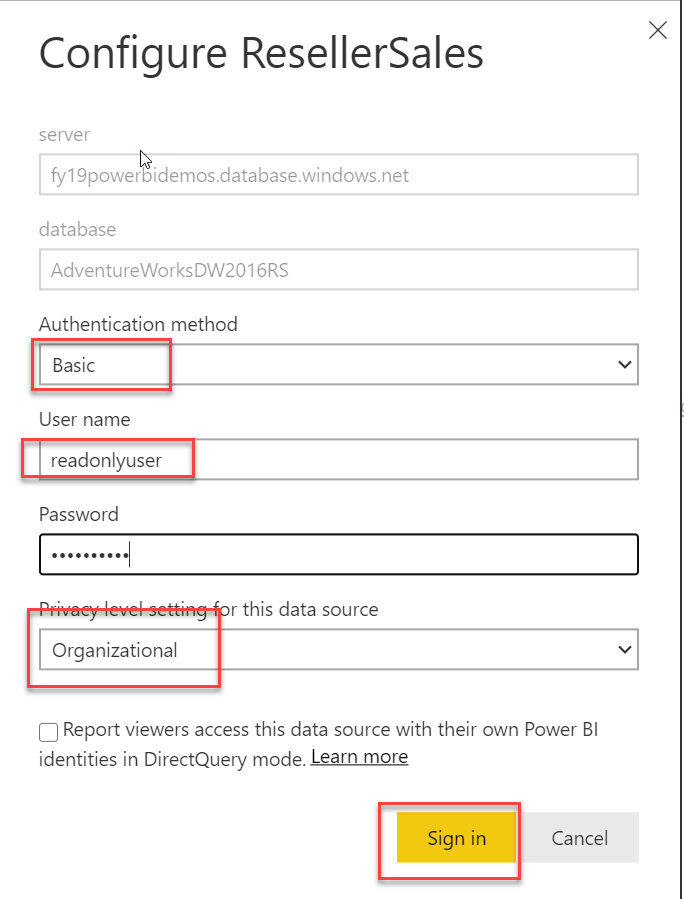 Configure ResellerSales
server
fy19powerbidemos.database.windows.net
database
AdventureWorksDW2016RS
Authentication method
Basic
User name
readonlyuser
Password
••••••••••
Privacy level setting for this data source
Organizational
Report viewers access this data source with their own Power BI
identities in DirectQuery mode. Learn more
Sign in Cancel